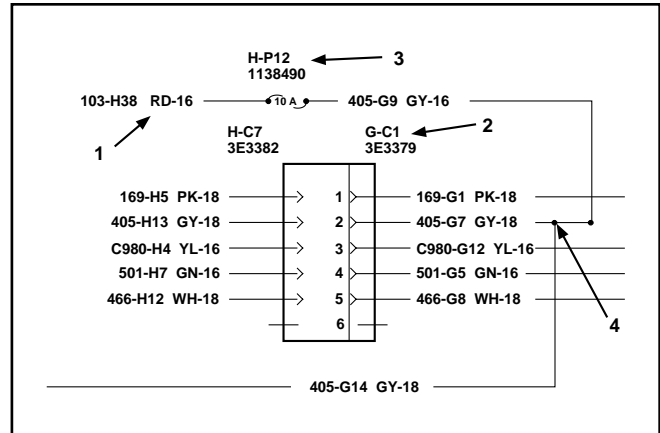 H-P12 3
1138490
103-H38 RD-16 10 A 405-G9 GY-16
1 H-C7 G-C1 2
3E3382 3E3379
169-H5 PK-18 1 169-G1 PK-18
405-H13 GY-18 2 405-G7 GY-18
C980-H4 YL-16 3 C980-G12 YL-16
501-H7 GN-16 4 501-G5 GN-16
466-H12 WH-18 5 466-G8 WH-18
6 4
405-G14 GY-18